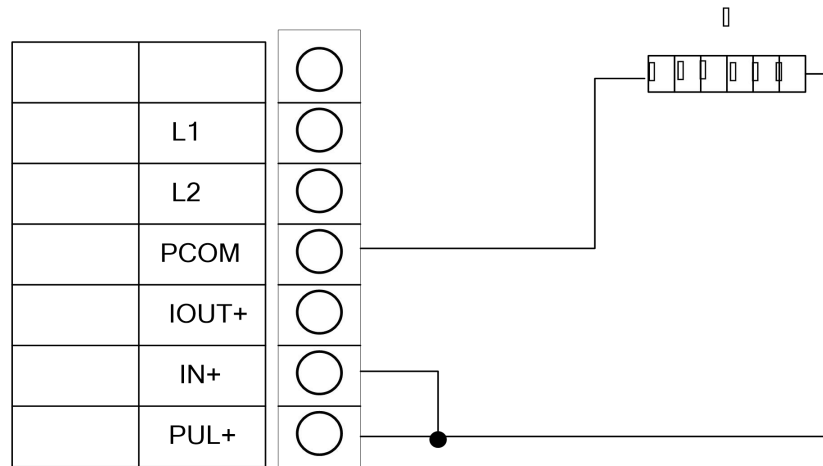 L1
L2
PCOM
IOUT+
IN+
PUL+